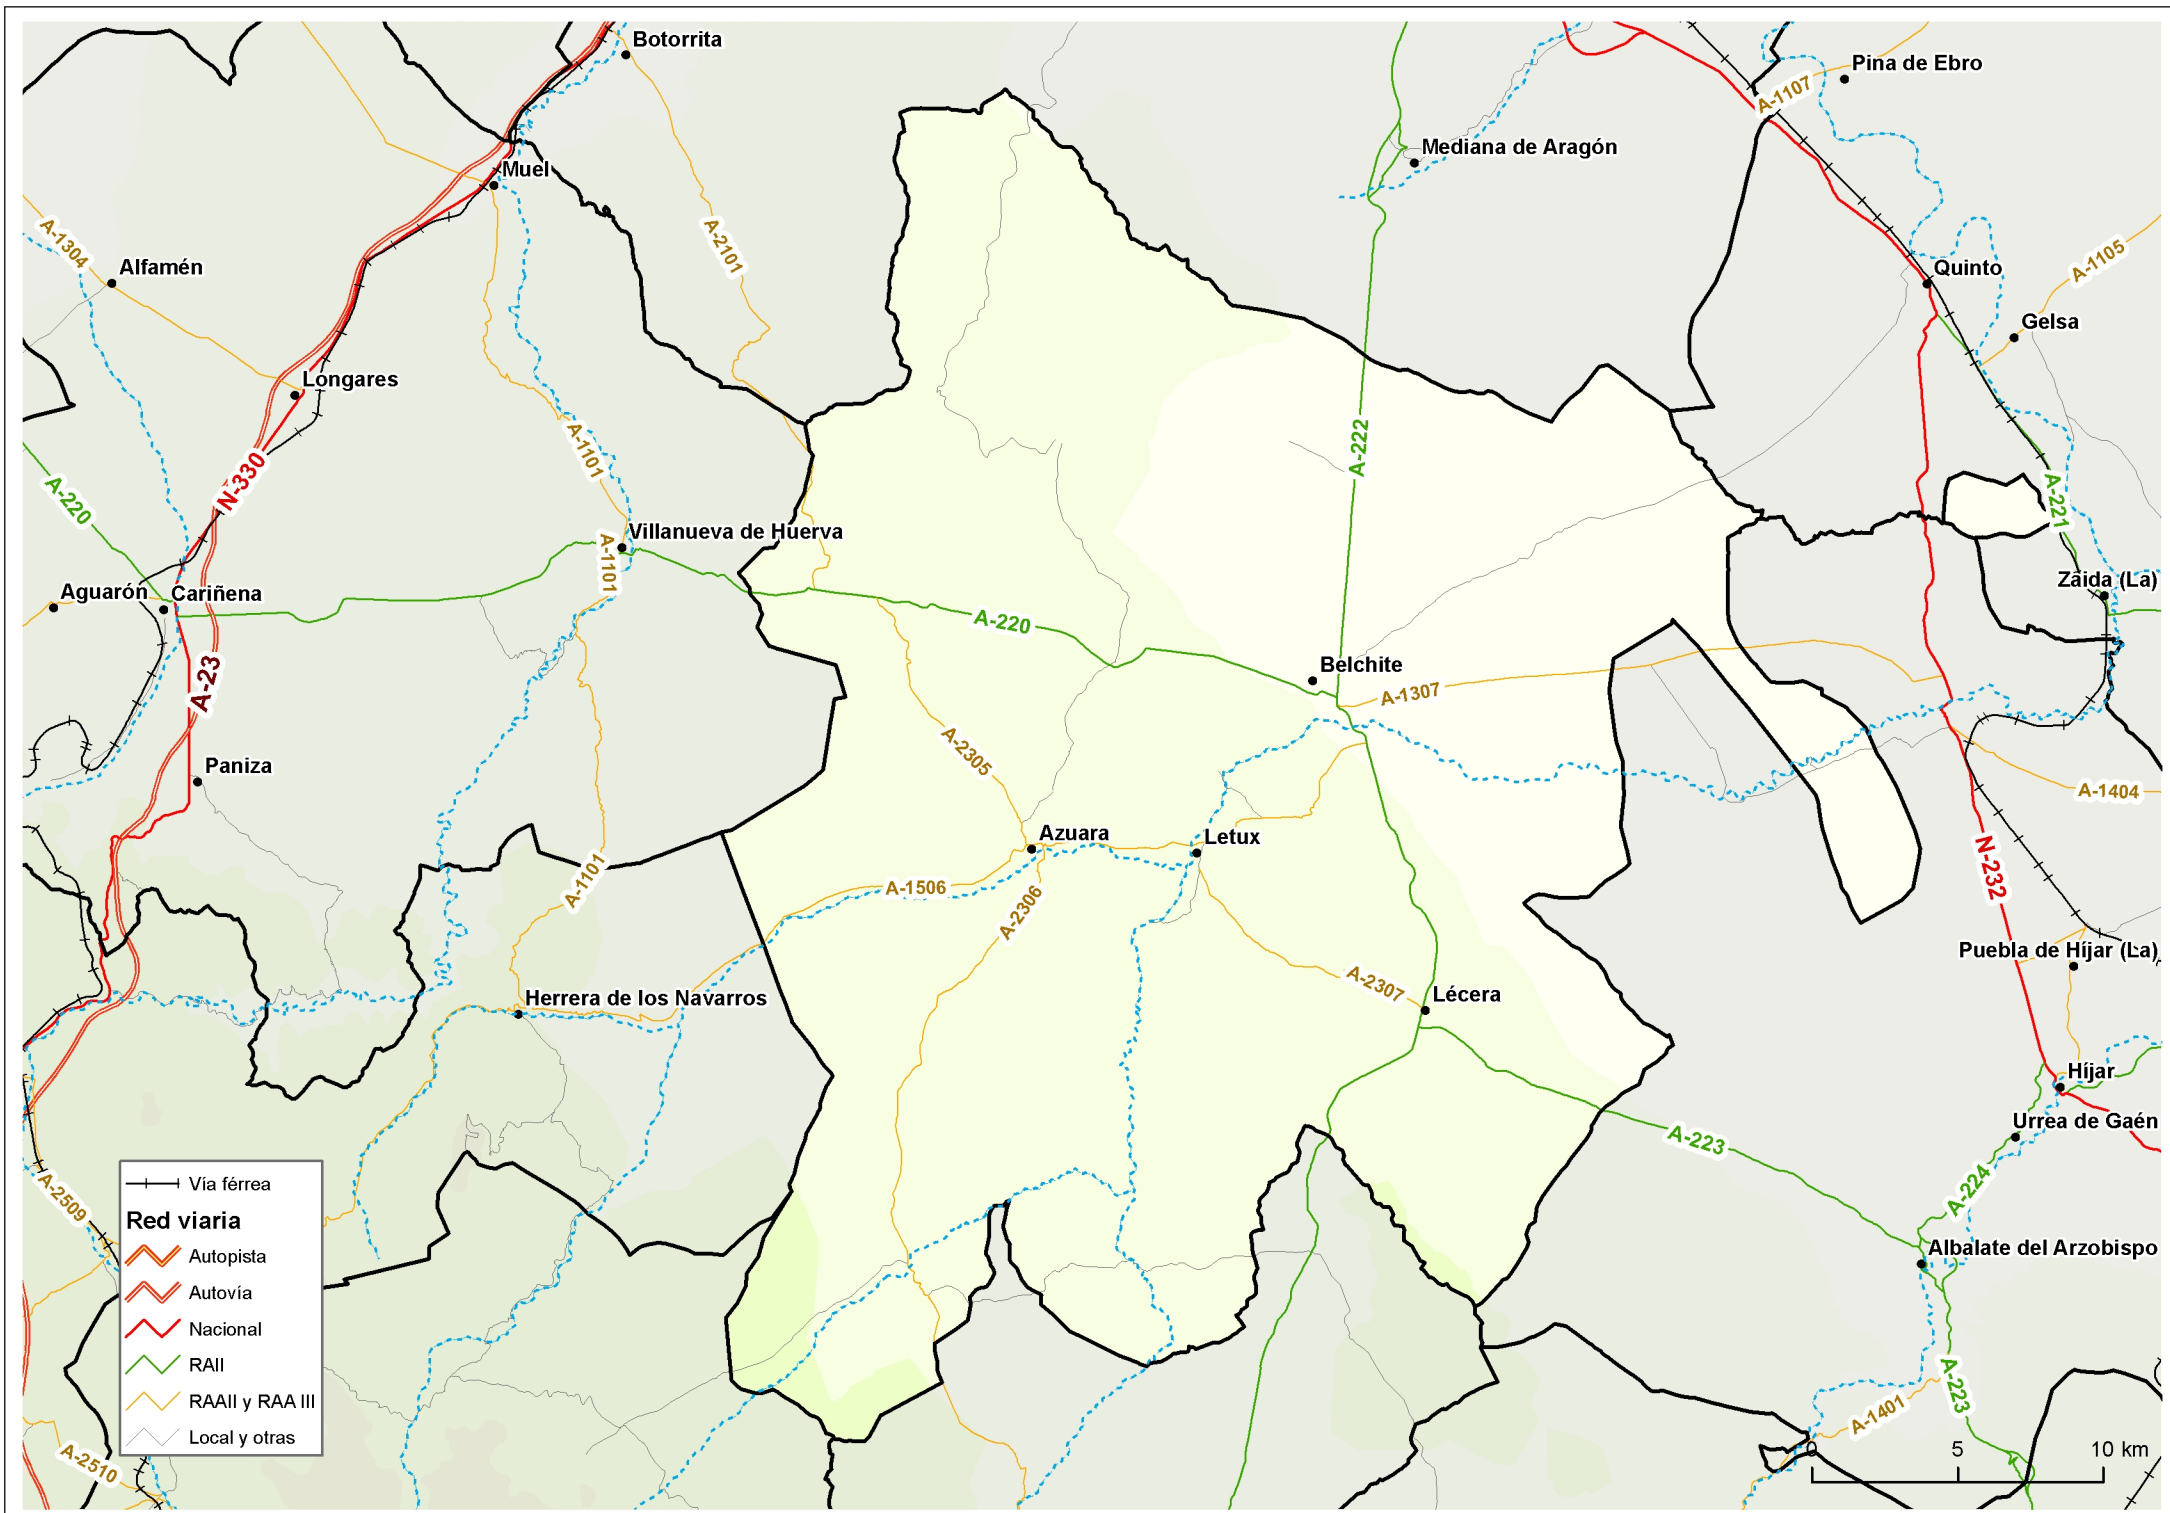 Botorrita
Pina de Ebro
A-1107
Mediana de Aragón
Muel
A-1304
A-2101
Alfamén
Quinto
A-1105
Gelsa
Longares
A-1101
A-222
N-330
A-220
A-221
Villanueva de Huerva
A-1101
Aguarón
Cariñena
Zaida (La)
A-220
Belchite
A-23
A-1307
A-2305
Paniza
A-1404
Azuara
Letux
A-1101
A-1506
A-2306
N-232
Puebla de Híjar (La)
A-2307
Lécera
Herrera de los Navarros
Híjar
Urrea de Gaén
A-223
A-224
A-2509
Albalate del Arzobispo
Vía férrea
Red viaria
Autopista
Autovía
Nacional
RAII
RAAII y RAA III
Local y otras
A-223
A-1401
A-2510
0 5 10 km